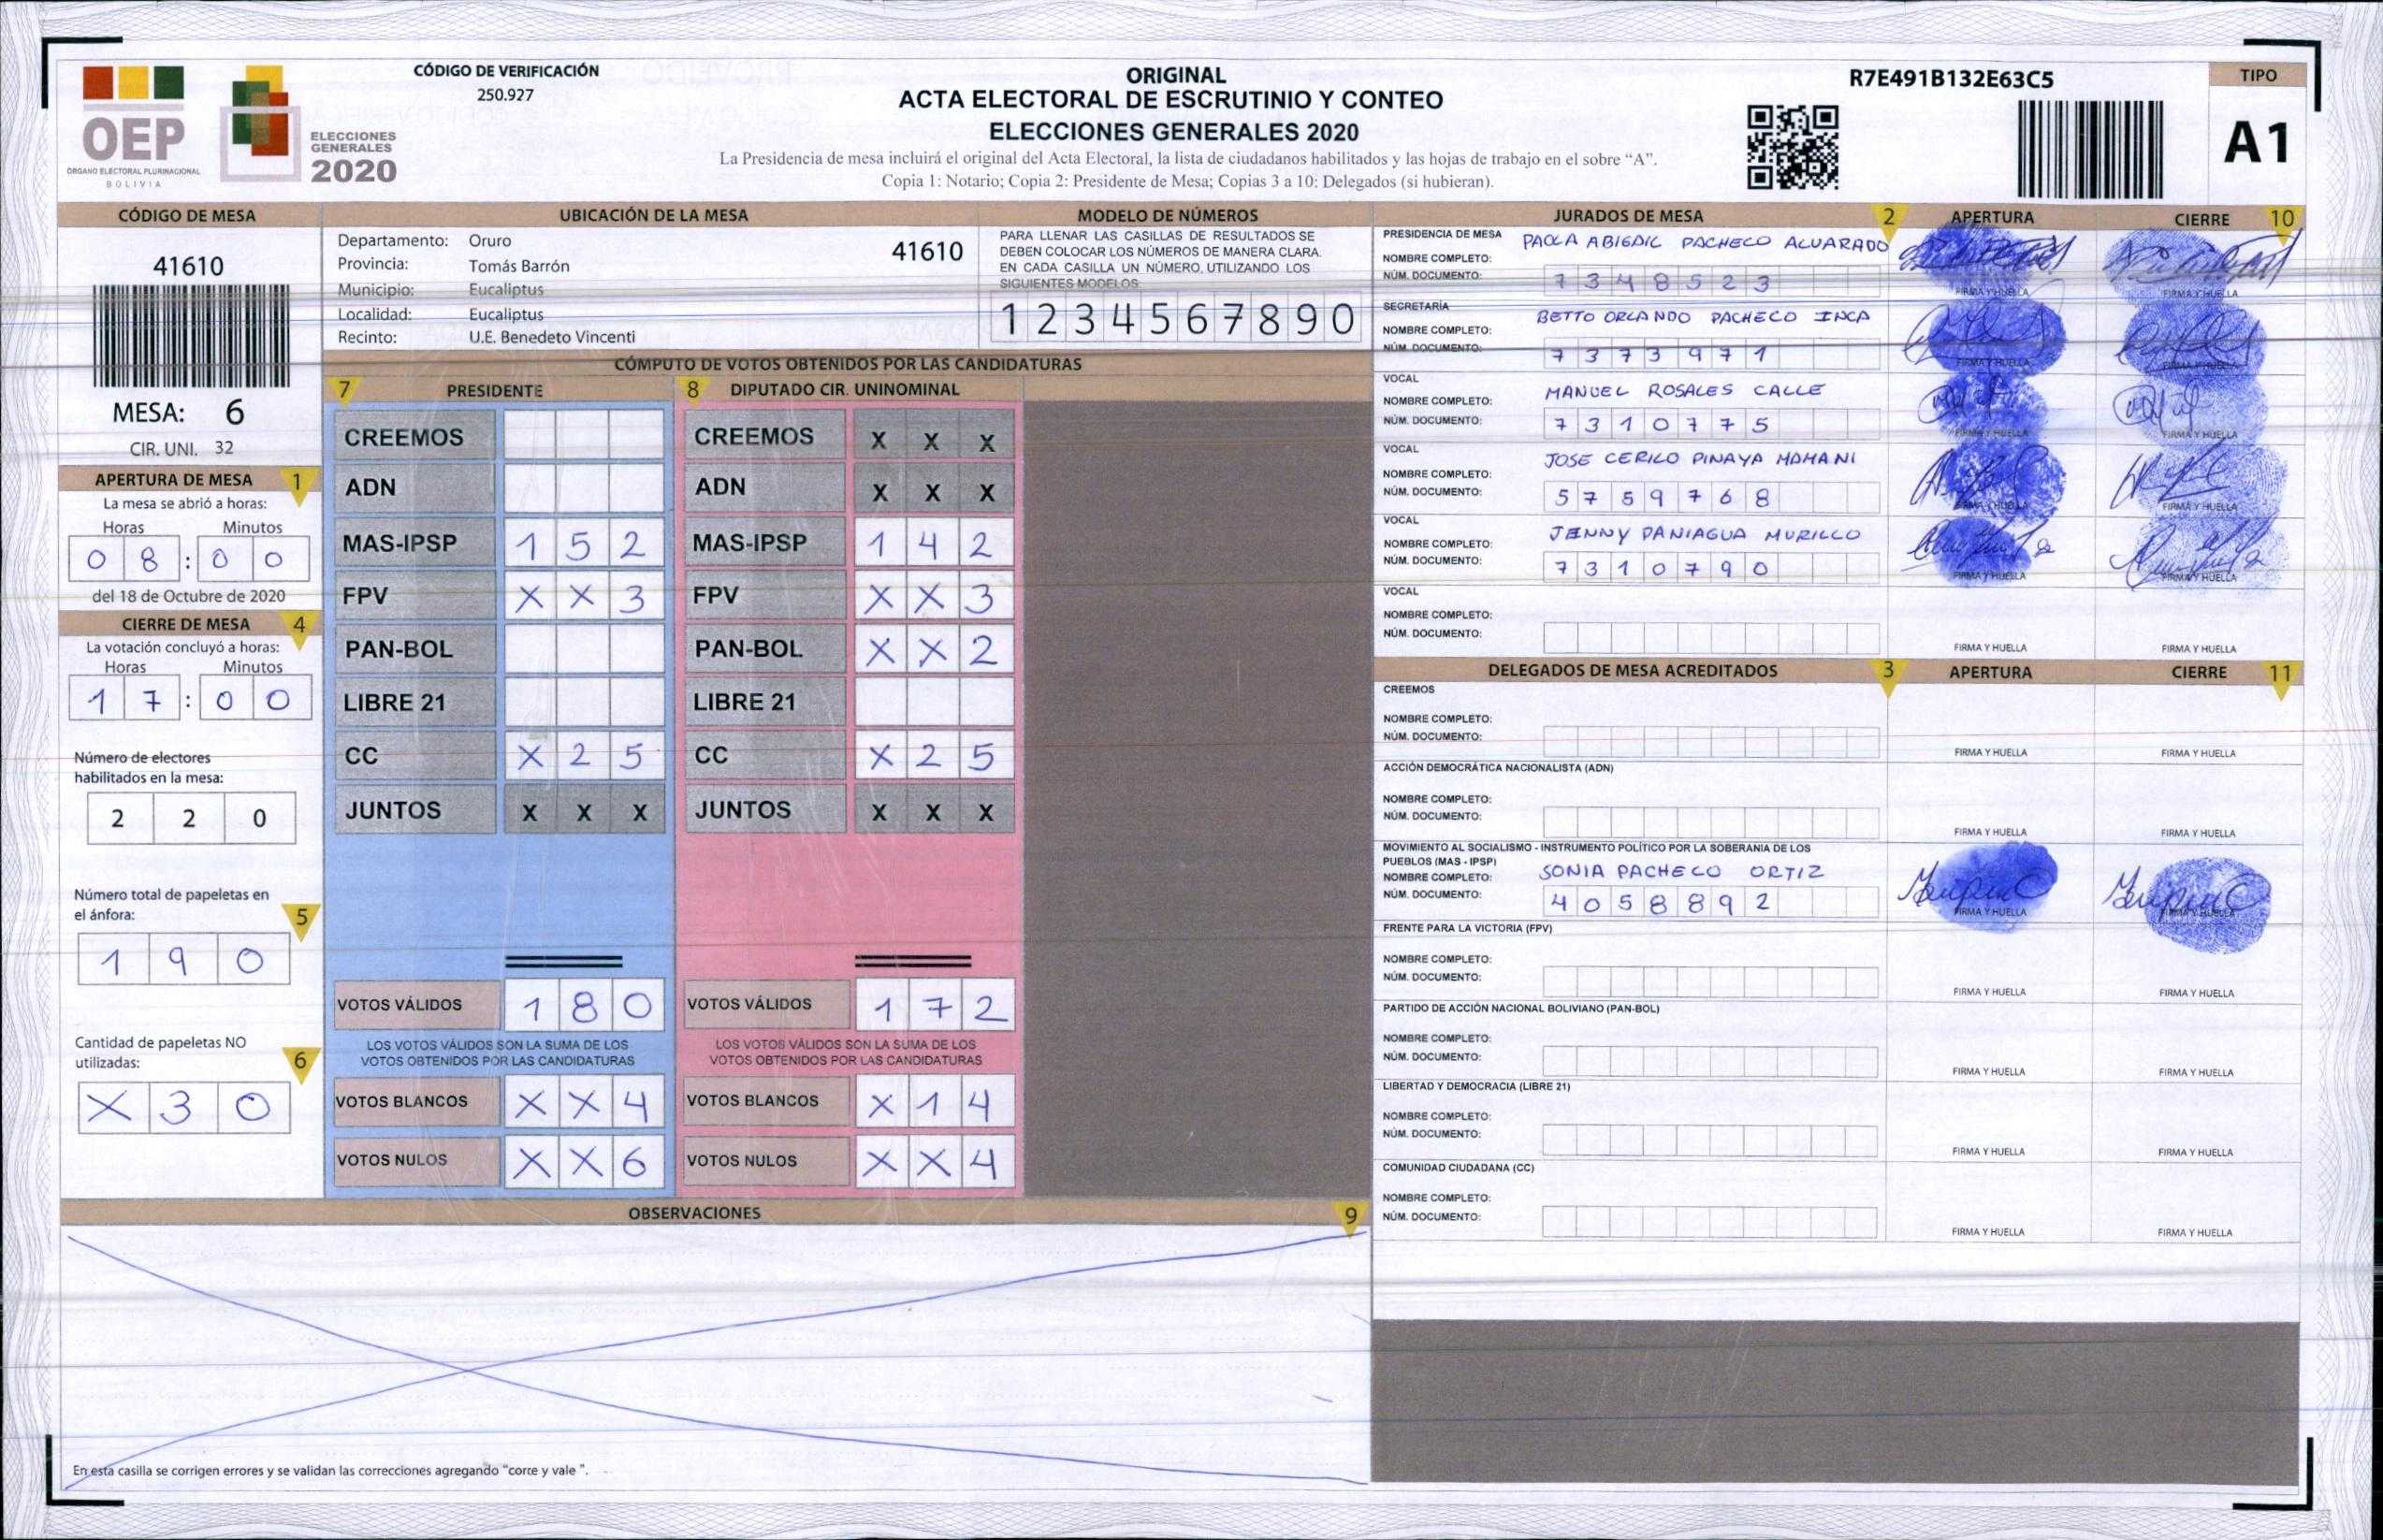 OEP
ÓRGANO ELECTORAL PLURINACIONAL
BOLIVIA
ELECCIONES
GENERALES
2020
CÓDIGO DE VERIFICACIÓN
250.927
ORIGINAL
ACTA ELECTORAL DE ESCRUTINIO Y CONTEO
ELECCIONES GENERALES 2020
La Presidencia de mesa incluirá el original del Acta Electoral, la lista de ciudadanos habilitados y las hojas de trabajo en el sobre “A”.
Copia 1: Notario; Copia 2: Presidente de Mesa; Copias 3 a 10: Delegados (si hubieran).
R7E491B132E63C5
TIPO
A1
CÓDIGO DE MESA
41610
MESA: 6
CIR. UNI. 32
APERTURA DE MESA 1
La mesa se abrió a horas:
Horas Minutos
0 8 : 0 0
del 18 de Octubre de 2020
CIERRE DE MESA 4
La votación concluyó a horas:
Horas Minutos
1 7 : 0 0
Número de electores
habilitados en la mesa:
2 2 0
Número total de papeletas en
el ánfora:
5
1 9 0
Cantidad de papeletas NO
utilizadas:
6
X 3 0
UBICACIÓN DE LA MESA
Departamento: Oruro
41610
Provincia: Tomás Barrón
Municipio: Eucaliptus
Localidad: Eucaliptus
Recinto: U.E. Benedeto Vincenti
MODELO DE NÚMEROS
PARA LLENAR LAS CASILLAS DE RESULTADOS SE
DEBEN COLOCAR LOS NÚMEROS DE MANERA CLARA.
EN CADA CASILLA UN NÚMERO, UTILIZANDO LOS
SIGUIENTES MODELOS
1 2 3 4 5 6 7 8 9 0
CÓMPUTO DE VOTOS OBTENIDOS POR LAS CANDIDATURAS
7 PRESIDENTE
CREEMOS
ADN
MAS-IPSP 1 5 2
FPV X X 3
PAN-BOL
LIBRE 21
CC X 2 5
JUNTOS X X X
VOTOS VÁLIDOS 1 8 0
LOS VOTOS VÁLIDOS SON LA SUMA DE LOS
VOTOS OBTENIDOS POR LAS CANDIDATURAS
VOTOS BLANCOS X X 4
VOTOS NULOS X X 6
8 DIPUTADO CIR. UNINOMINAL
CREEMOS X X X
ADN X X X
MAS-IPSP 1 4 2
FPV X X 3
PAN-BOL X X 2
LIBRE 21
CC X 2 5
JUNTOS X X X
VOTOS VÁLIDOS 1 7 2
LOS VOTOS VÁLIDOS SON LA SUMA DE LOS
VOTOS OBTENIDOS POR LAS CANDIDATURAS
VOTOS BLANCOS X 1 4
VOTOS NULOS X X 4
OBSERVACIONES 9
En esta casilla se corrigen errores y se validan las correcciones agregando “corre y vale ”.
JURADOS DE MESA 2 APERTURA CIERRE 10
PRESIDENCIA DE MESA
PAOLA ABIGAIL PACHECO ALVARADO
NOMBRE COMPLETO:
NÚM. DOCUMENTO: 7 3 4 8 5 2 3
FIRMA Y HUELLA FIRMA Y HUELLA
SECRETARÍA
BETTO ORLANDO PACHECO INCA
NOMBRE COMPLETO:
NÚM. DOCUMENTO: 7 3 7 3 9 7 1
FIRMA Y HUELLA FIRMA Y HUELLA
VOCAL
MANUEL ROSALES CALLE
NOMBRE COMPLETO:
NÚM. DOCUMENTO: 7 3 1 0 7 7 5
FIRMA Y HUELLA FIRMA Y HUELLA
VOCAL
JOSE CERILO PINAYA MAMANI
NOMBRE COMPLETO:
NÚM. DOCUMENTO: 5 7 5 9 7 6 8
FIRMA Y HUELLA FIRMA Y HUELLA
VOCAL
JENNY PANIAGUA MURILLO
NOMBRE COMPLETO:
NÚM. DOCUMENTO: 7 3 1 0 7 9 0
FIRMA Y HUELLA FIRMA Y HUELLA
VOCAL
NOMBRE COMPLETO:
NÚM. DOCUMENTO:
FIRMA Y HUELLA FIRMA Y HUELLA
DELEGADOS DE MESA ACREDITADOS 3 APERTURA CIERRE 11
CREEMOS
NOMBRE COMPLETO:
NÚM. DOCUMENTO:
FIRMA Y HUELLA FIRMA Y HUELLA
ACCIÓN DEMOCRÁTICA NACIONALISTA (ADN)
NOMBRE COMPLETO:
NÚM. DOCUMENTO:
FIRMA Y HUELLA FIRMA Y HUELLA
MOVIMIENTO AL SOCIALISMO - INSTRUMENTO POLÍTICO POR LA SOBERANIA DE LOS
PUEBLOS (MAS - IPSP)
SONIA PACHECO ORTIZ
NOMBRE COMPLETO:
NÚM. DOCUMENTO: 4 0 5 8 8 9 2
FIRMA Y HUELLA FIRMA Y HUELLA
FRENTE PARA LA VICTORIA (FPV)
NOMBRE COMPLETO:
NÚM. DOCUMENTO:
FIRMA Y HUELLA FIRMA Y HUELLA
PARTIDO DE ACCIÓN NACIONAL BOLIVIANO (PAN-BOL)
NOMBRE COMPLETO:
NÚM. DOCUMENTO:
FIRMA Y HUELLA FIRMA Y HUELLA
LIBERTAD Y DEMOCRACIA (LIBRE 21)
NOMBRE COMPLETO:
NÚM. DOCUMENTO:
FIRMA Y HUELLA FIRMA Y HUELLA
COMUNIDAD CIUDADANA (CC)
NOMBRE COMPLETO:
NÚM. DOCUMENTO:
FIRMA Y HUELLA FIRMA Y HUELLA